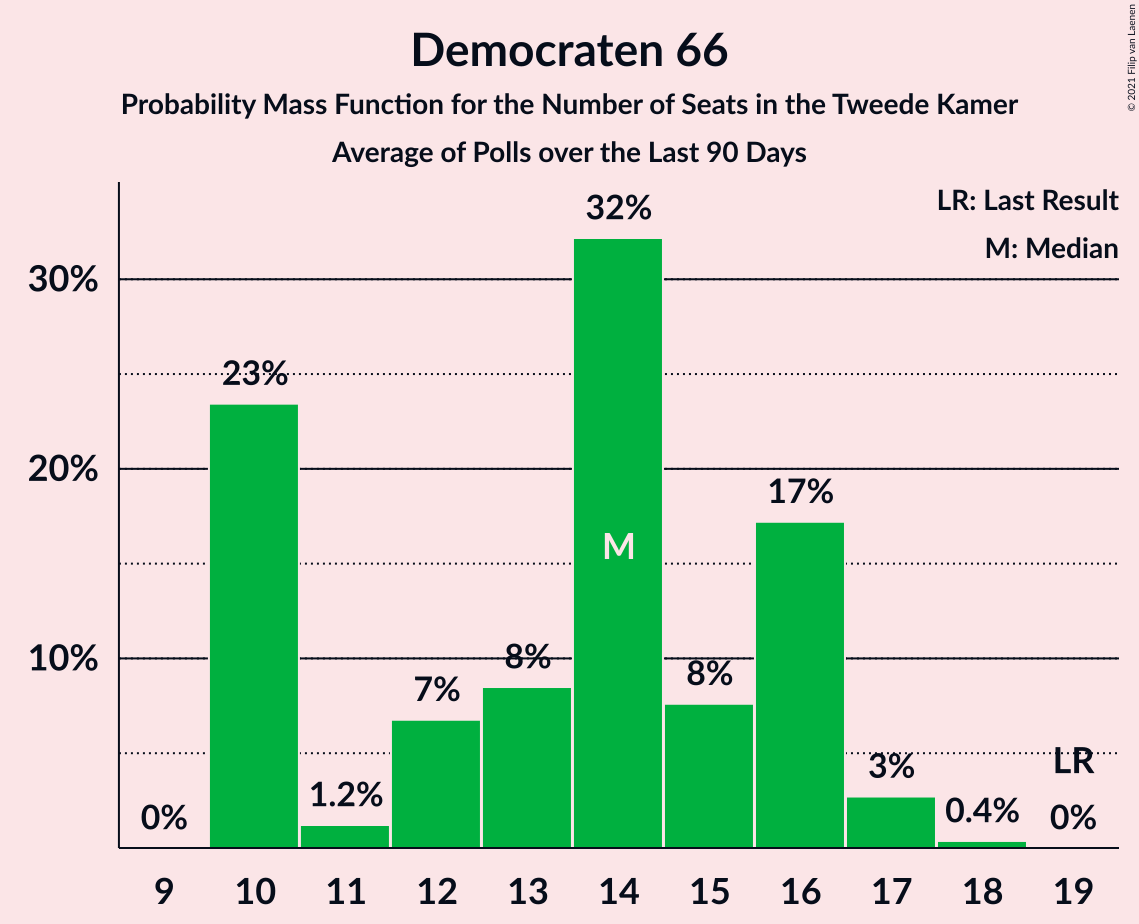 Democraten 66
Probability Mass Function for the Number of Seats in the Tweede Kamer
Average of Polls over the Last 90 Days
© 2021 Filip van Laenen
LR: Last Result
M: Median
30%
20%
10%
0%
23%
1.2%
7%
8%
32%
M
8%
17%
3%
0.4%
LR
0%
9 10 11 12 13 14 15 16 17 18 19